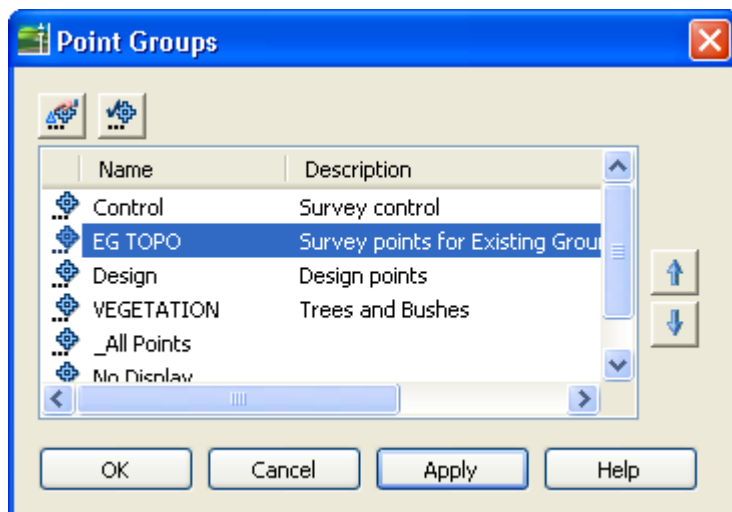 Point Groups
Name Description
Control Survey control
EG TOPO Survey points for Existing
Design Design points
VEGETATION Trees and Bushes
_All Points
No Display
OK Cancel Apply Help